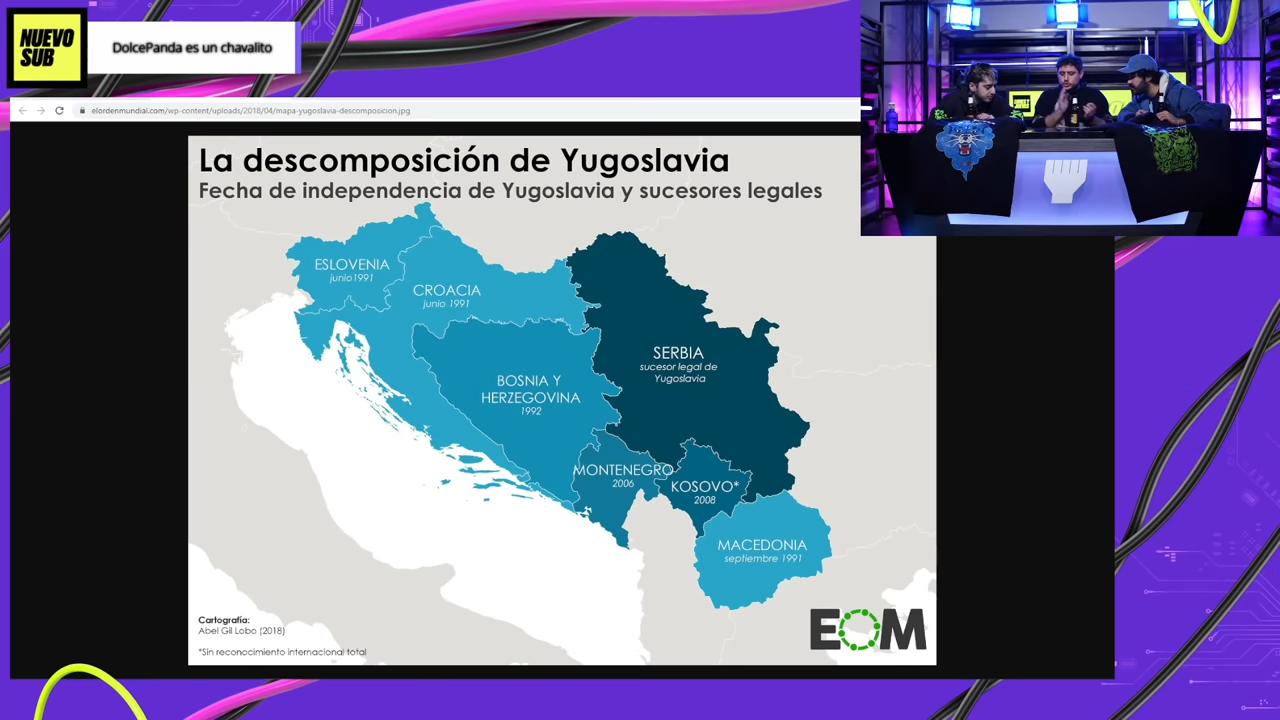 NUEVO
SUB
DolcePanda es un chavalito
elordenmundial.com/wp-content/uploads/2018/04/mapa-yugoslavia-descomposicion.jpg
La descomposición de Yugoslavia
Fecha de independencia de Yugoslavia y sucesores legales
ESLOVENIA
junio1991
CROACIA
junio 1991
SERBIA
sucesor legal de
Yugoslavia
BOSNIA Y
HERZEGOVINA
1992
MONTENEGRO
2006
KOSOVO*
2008
MACEDONIA
septiembre 1991
Cartografía:
Abel Gil Lobo (2018)
*Sin reconocimiento internacional total
EOM